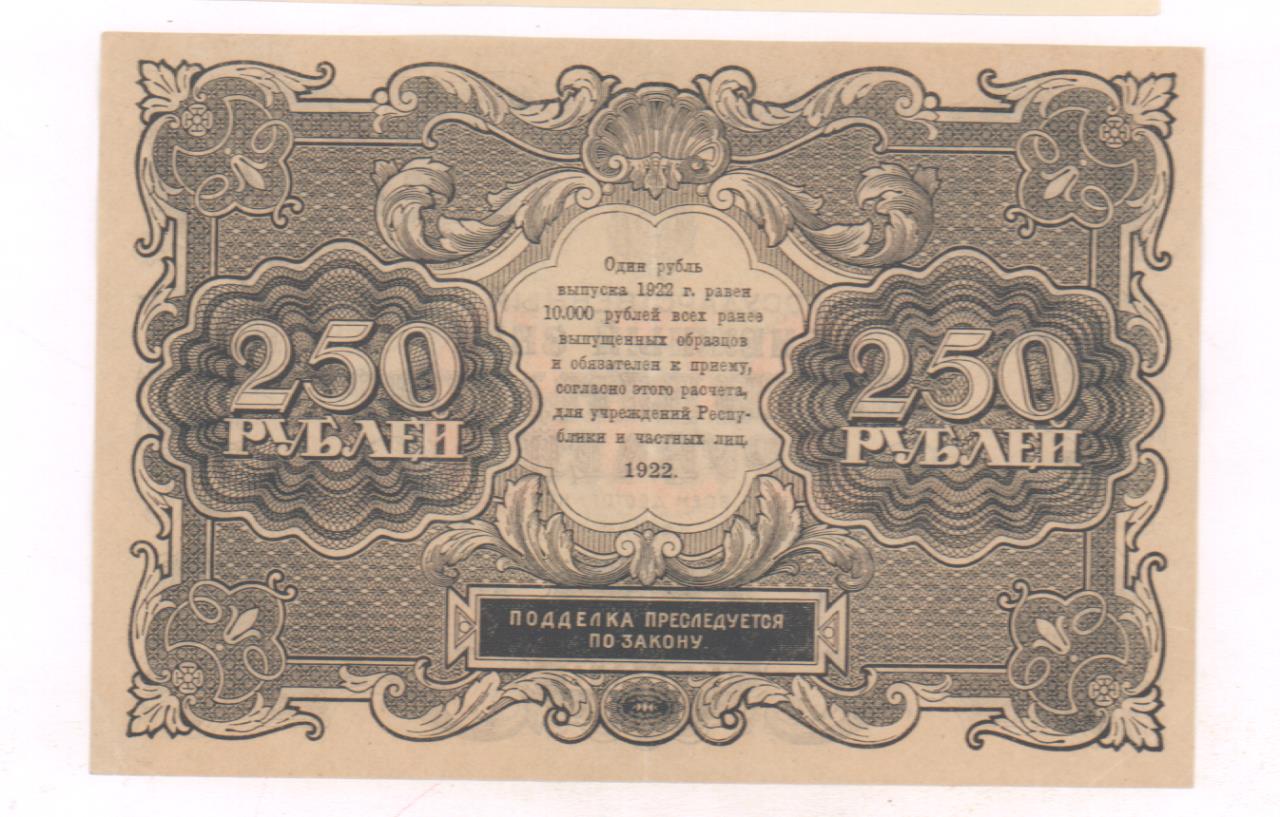 Один рубль
выпуска 1922 г. равен
10.000 рублей всех ранее
выпущенных образцов
и обязателен к приему,
согласно этого расчета,
для учреждений Респу-
блики и частных лиц.
1922.
250
РУБЛЕЙ
250
РУБЛЕЙ
ПОДДЕЛКА ПРЕСЛЕДУЕТСЯ
ПО ЗАКОНУ.